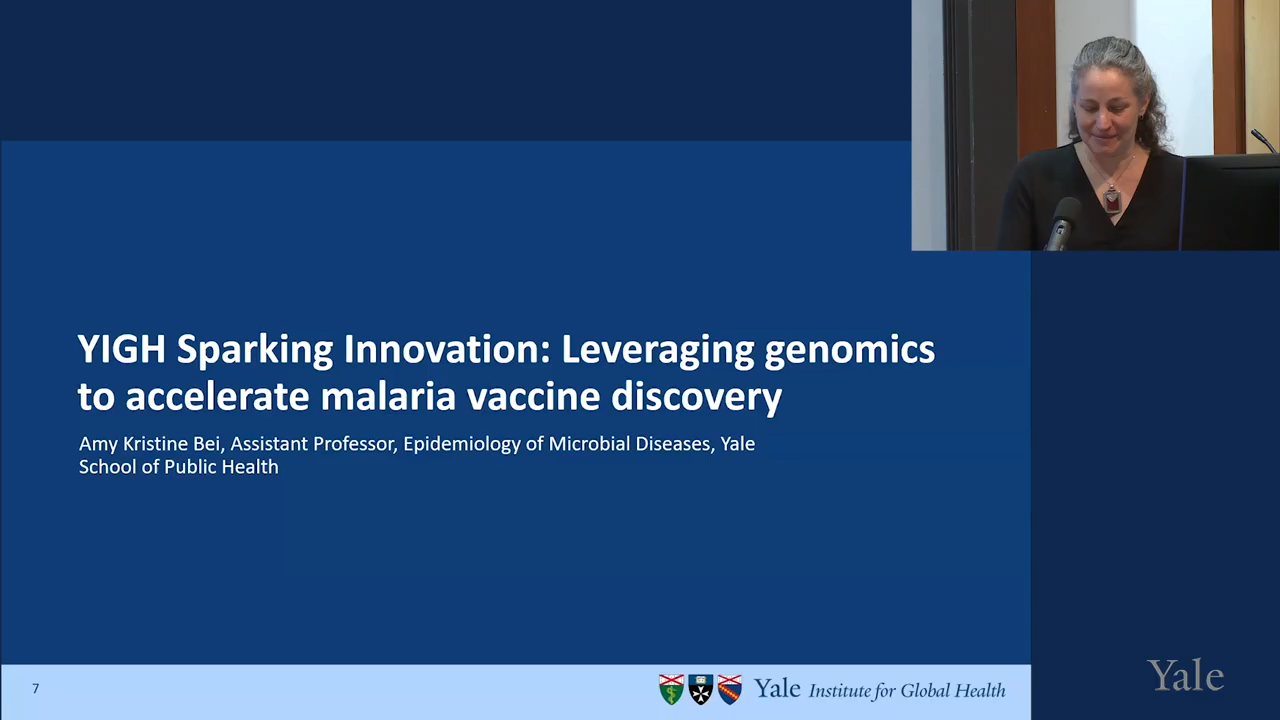 YIGH Sparking Innovation: Leveraging genomics
to accelerate malaria vaccine discovery
Amy Kristine Bei, Assistant Professor, Epidemiology of Microbial Diseases, Yale
School of Public Health
7
Yale Institute for Global Health
Yale